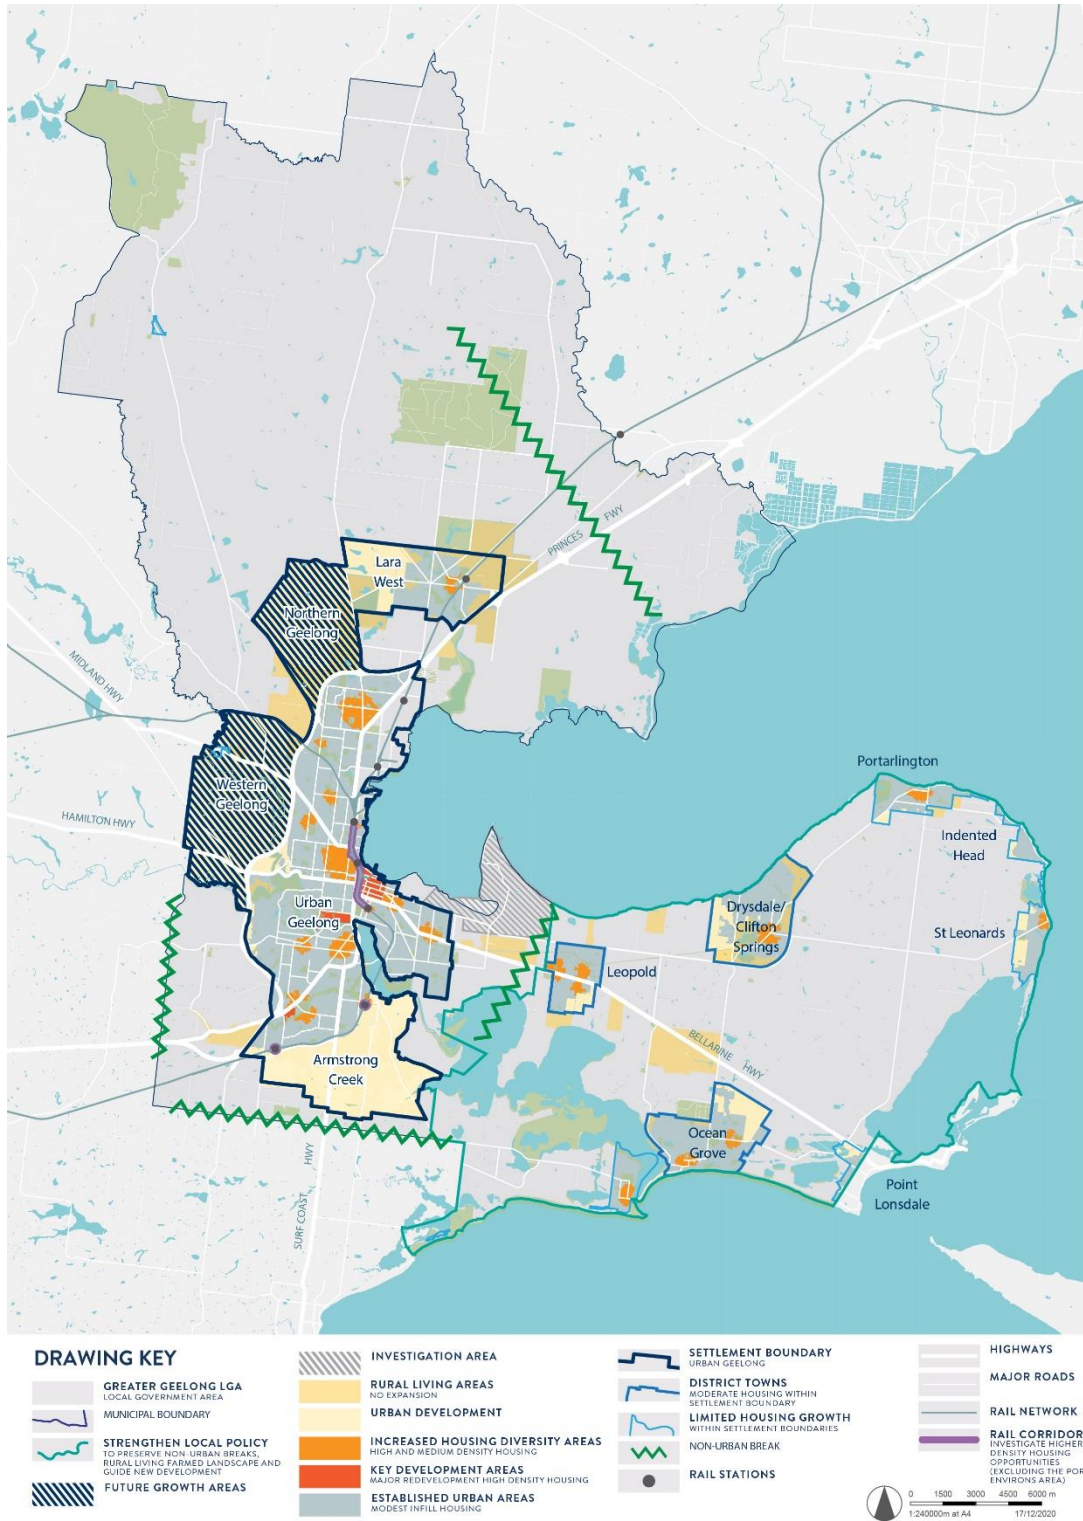 Lara
West
PRINCES FWY
Northern
Geelong
MIDLAND HWY
Western
Geelong
HAMILTON HWY
Portarlington
Indented
Head
Urban
Geelong
Drysdale/
Clifton
Springs
St Leonards
Leopold
BELLARINE HWY
Armstrong
Creek
Ocean
Grove
Point
Lonsdale
SURF COAST HWY
DRAWING KEY
GREATER GEELONG LGA
LOCAL GOVERNMENT AREA
MUNICIPAL BOUNDARY
STRENGTHEN LOCAL POLICY
TO PRESERVE NON-URBAN BREAKS,
RURAL LIVING FARMED LANDSCAPE AND
GUIDE NEW DEVELOPMENT
FUTURE GROWTH AREAS
INVESTIGATION AREA
RURAL LIVING AREAS
NO EXPANSION
URBAN DEVELOPMENT
INCREASED HOUSING DIVERSITY AREAS
HIGH AND MEDIUM DENSITY HOUSING
KEY DEVELOPMENT AREAS
MAJOR REDEVELOPMENT HIGH DENSITY HOUSING
ESTABLISHED URBAN AREAS
MODEST INFILL HOUSING
SETTLEMENT BOUNDARY
URBAN GEELONG
DISTRICT TOWNS
MODERATE HOUSING WITHIN
SETTLEMENT BOUNDARY
LIMITED HOUSING GROWTH
WITHIN SETTLEMENT BOUNDARIES
NON-URBAN BREAK
RAIL STATIONS
HIGHWAYS
MAJOR ROADS
RAIL NETWORK
RAIL CORRIDOR
INVESTIGATE HIGHER
DENSITY HOUSING
OPPORTUNITIES
(EXCLUDING THE POR
ENVIRONS AREA)
0 1500 3000 4500 6000 m
1:240000m at A4 17/12/2020